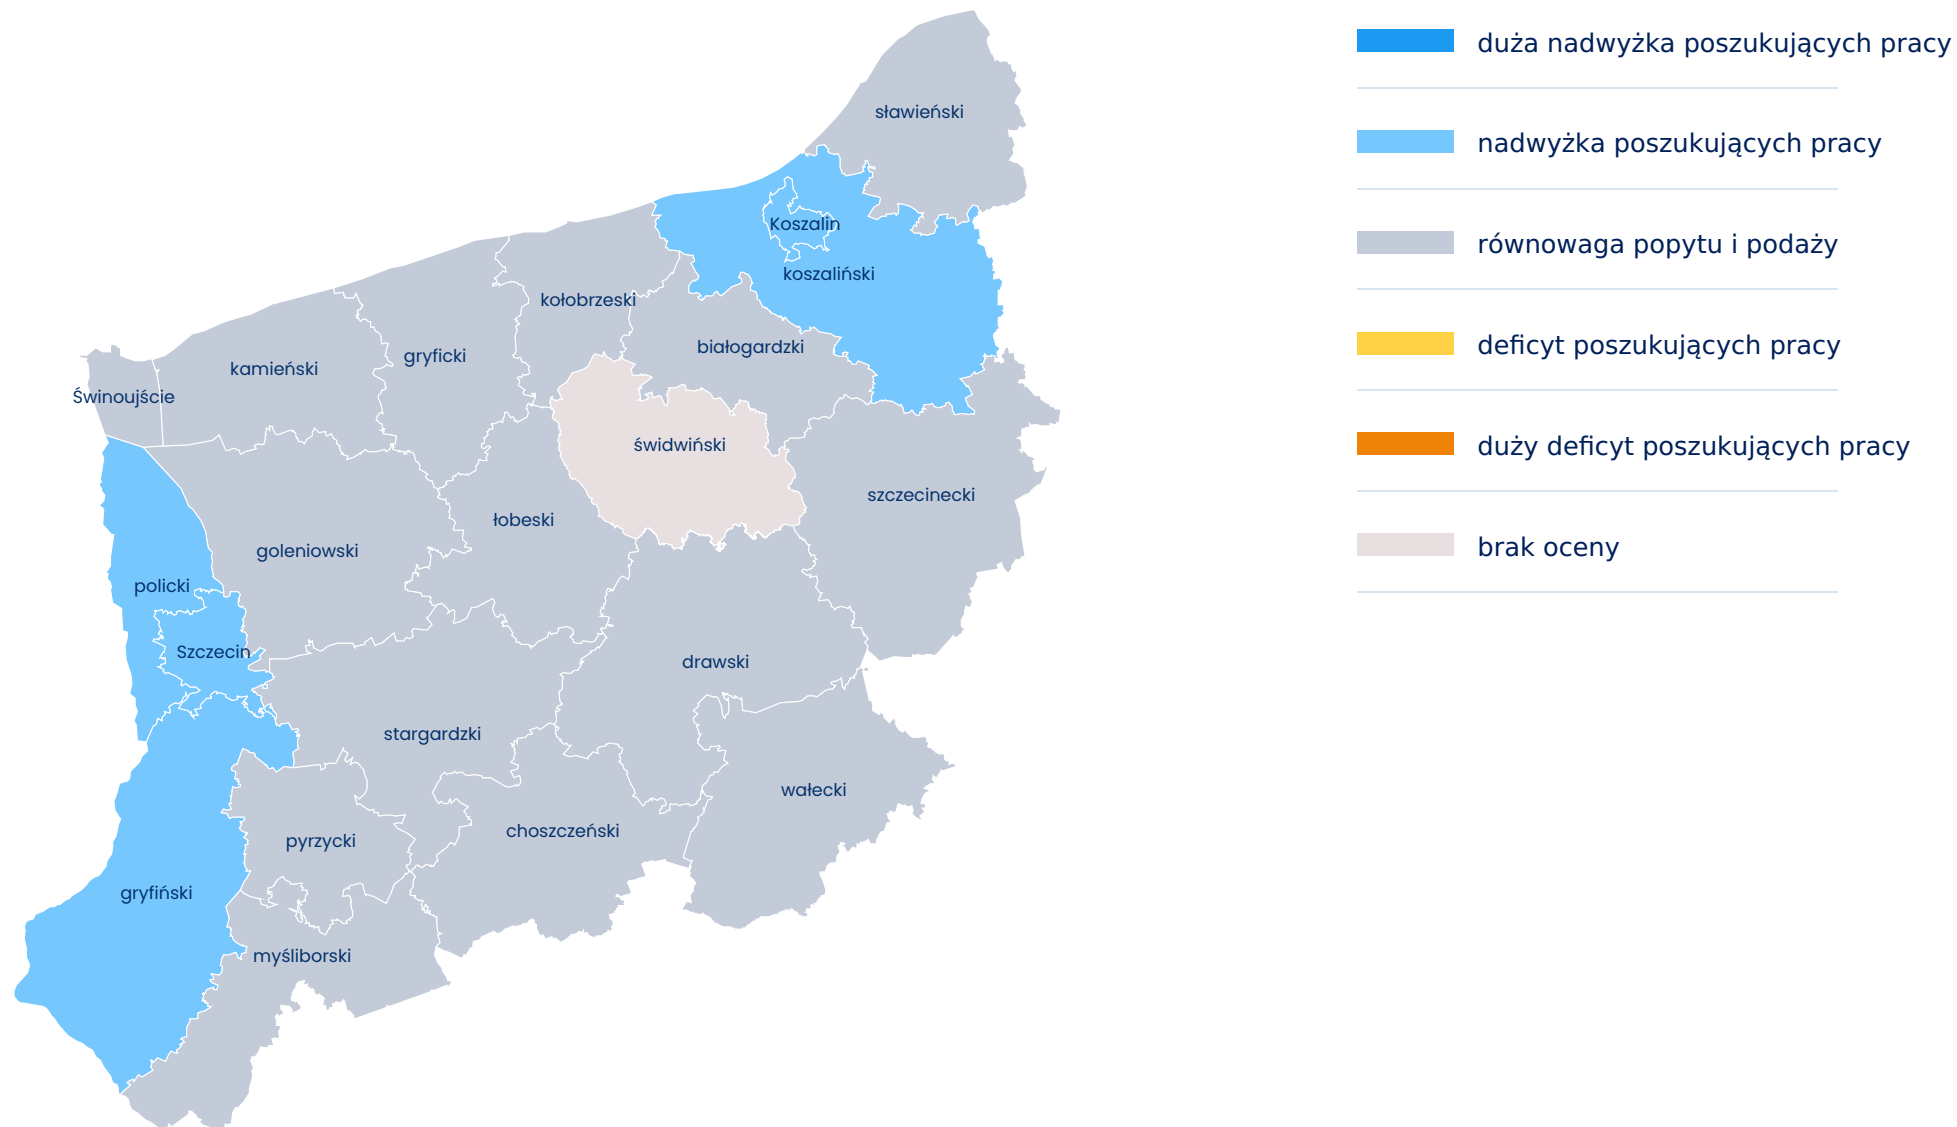 sławieński
Koszalin
koszaliński
kołobrzeski
białogardzki
gryficki
kamieński
Świnoujście
świdwiński
szczecinecki
łobeski
goleniowski
policki
Szczecin
drawski
stargardzki
wałecki
choszczeński
pyrzycki
gryfiński
myśliborski
duża nadwyżka poszukujących pracy
nadwyżka poszukujących pracy
równowaga popytu i podaży
deficyt poszukujących pracy
duży deficyt poszukujących pracy
brak oceny